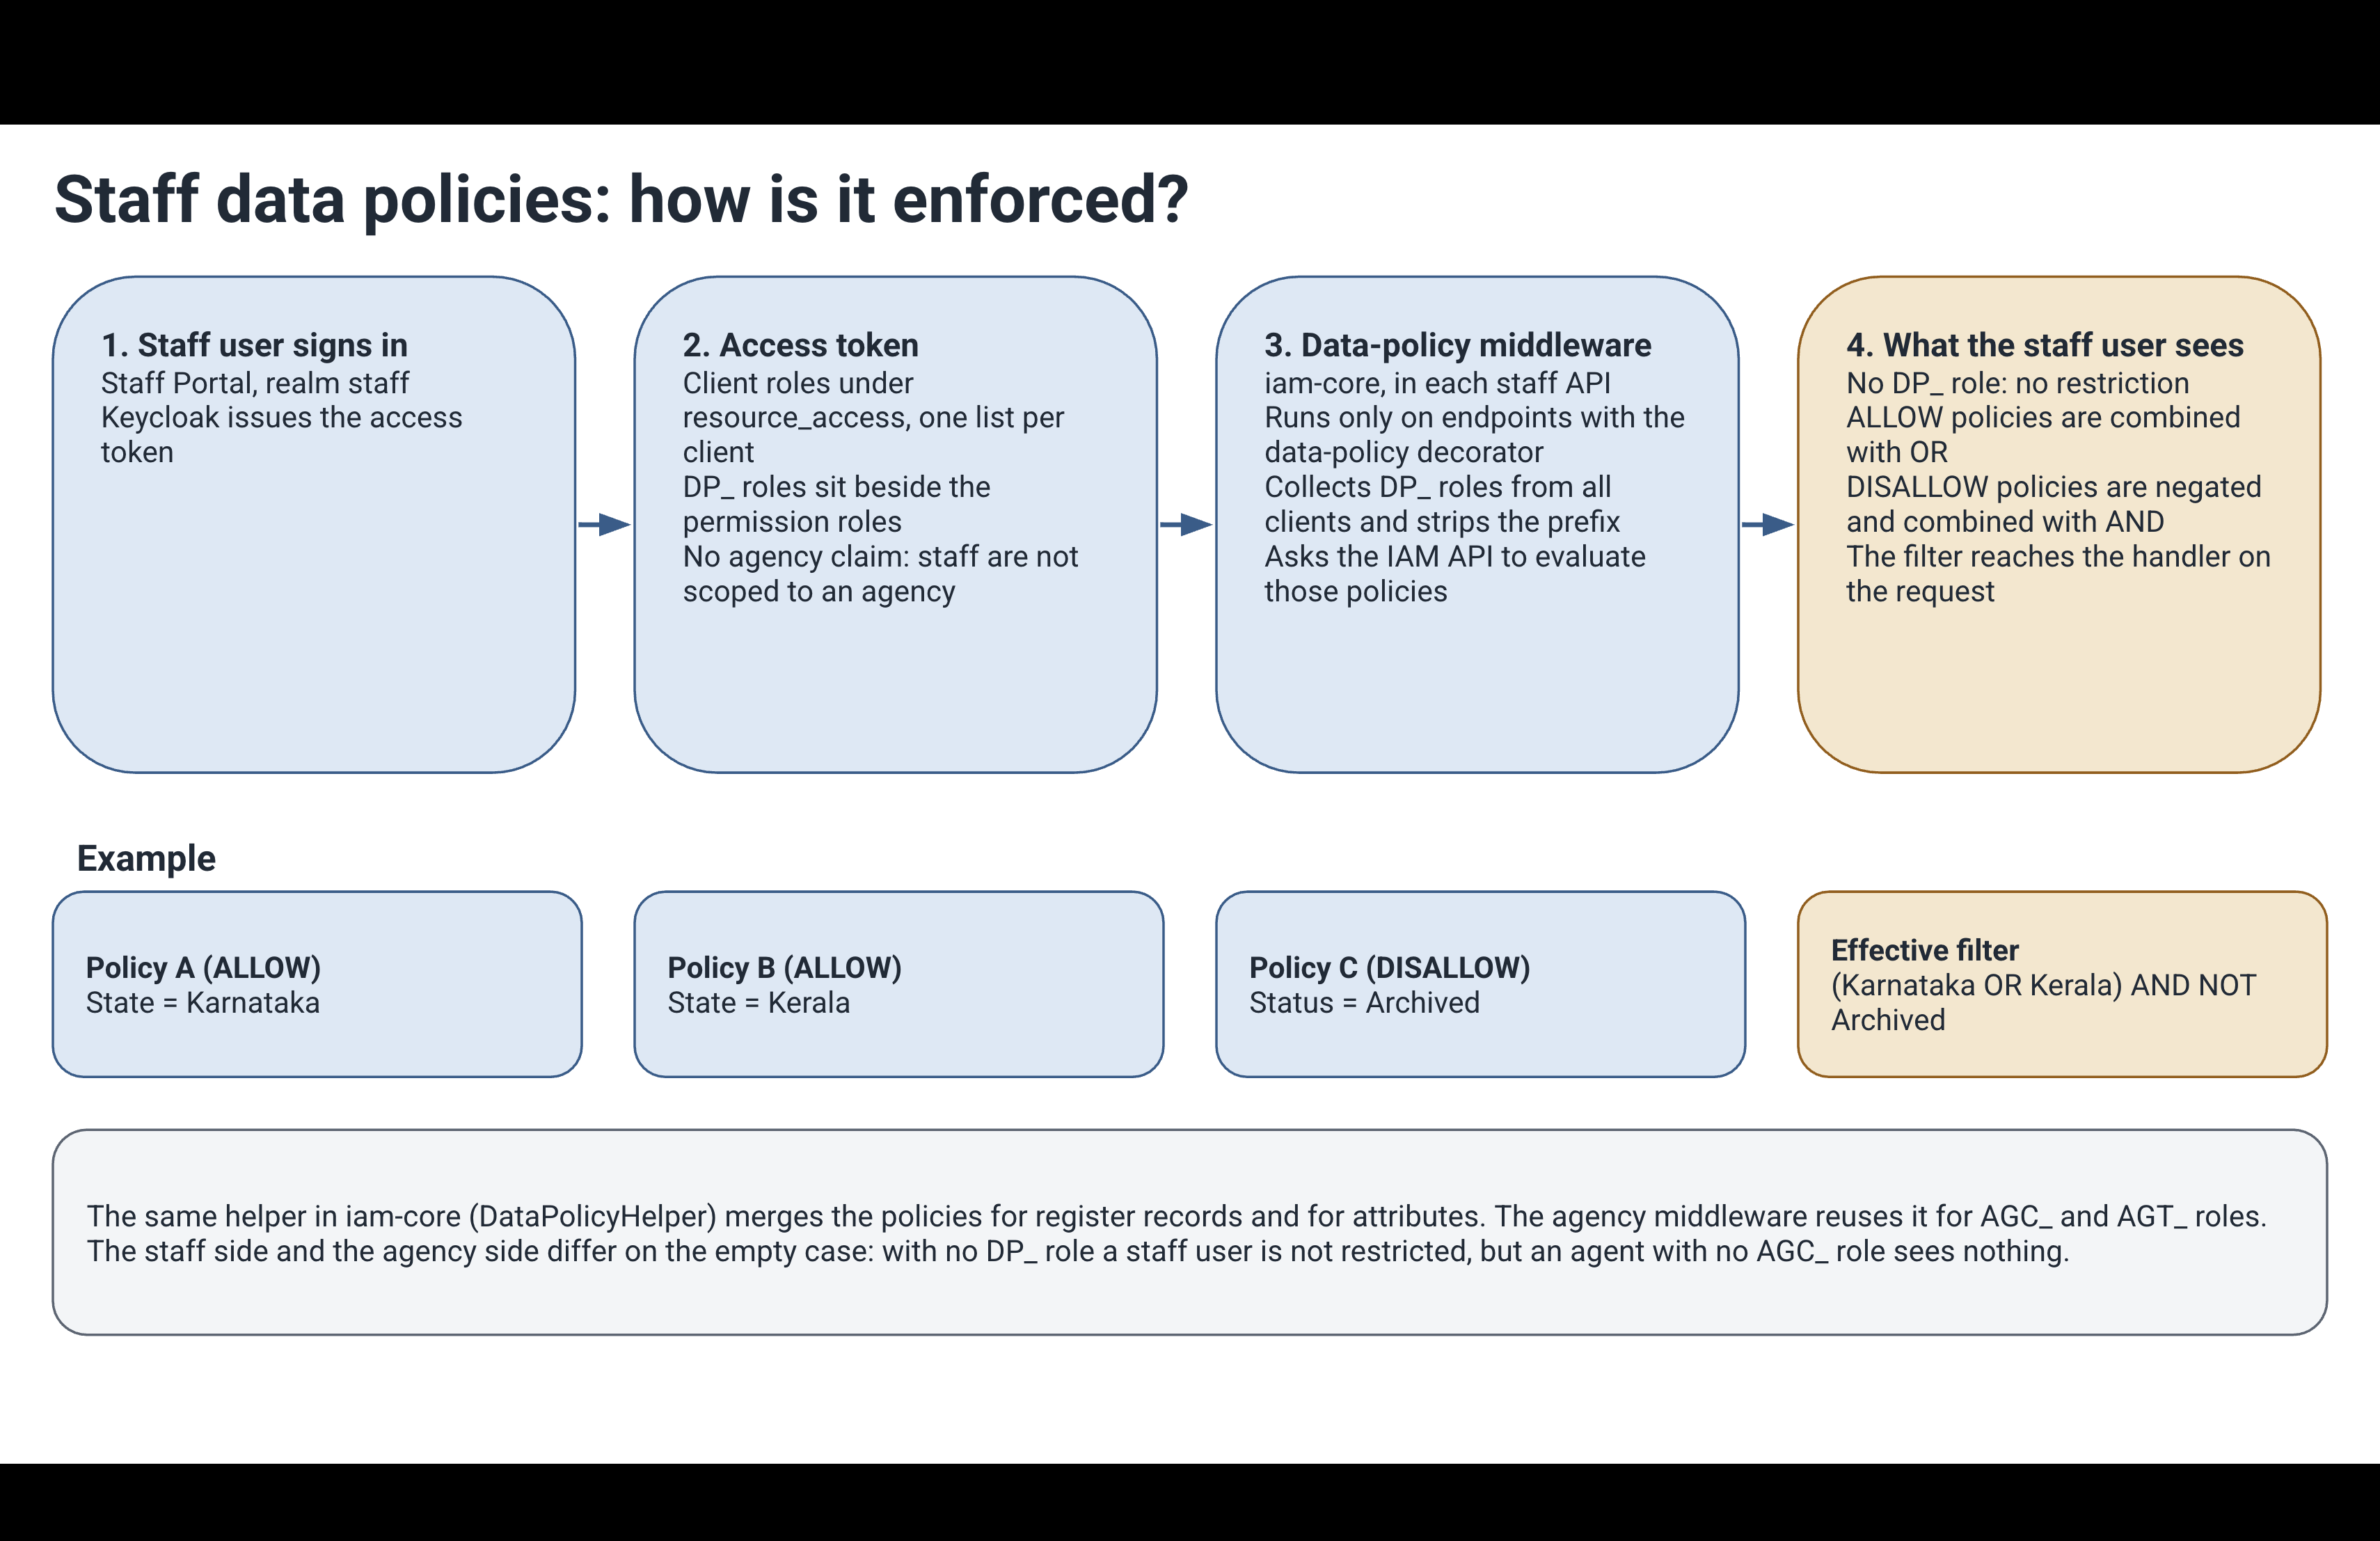 Staff data policies: how is it enforced?
1. Staff user signs in
Staff Portal, realm staff
Keycloak issues the access
token
2. Access token
Client roles under
resource_access, one list per
client
DP_ roles sit beside the
permission roles
No agency claim: staff are not
scoped to an agency
3. Data-policy middleware
iam-core, in each staff API
Runs only on endpoints with the
data-policy decorator
Collects DP_ roles from all
clients and strips the prefix
Asks the IAM API to evaluate
those policies
4. What the staff user sees
No DP_ role: no restriction
ALLOW policies are combined
with OR
DISALLOW policies are negated
and combined with AND
The filter reaches the handler on
the request
Example
Policy A (ALLOW)
State = Karnataka
Policy B (ALLOW)
State = Kerala
Policy C (DISALLOW)
Status = Archived
Effective filter
(Karnataka OR Kerala) AND NOT
Archived
The same helper in iam-core (DataPolicyHelper) merges the policies for register records and for attributes. The agency middleware reuses it for AGC_ and AGT_ roles.
The staff side and the agency side differ on the empty case: with no DP_ role a staff user is not restricted, but an agent with no AGC_ role sees nothing.